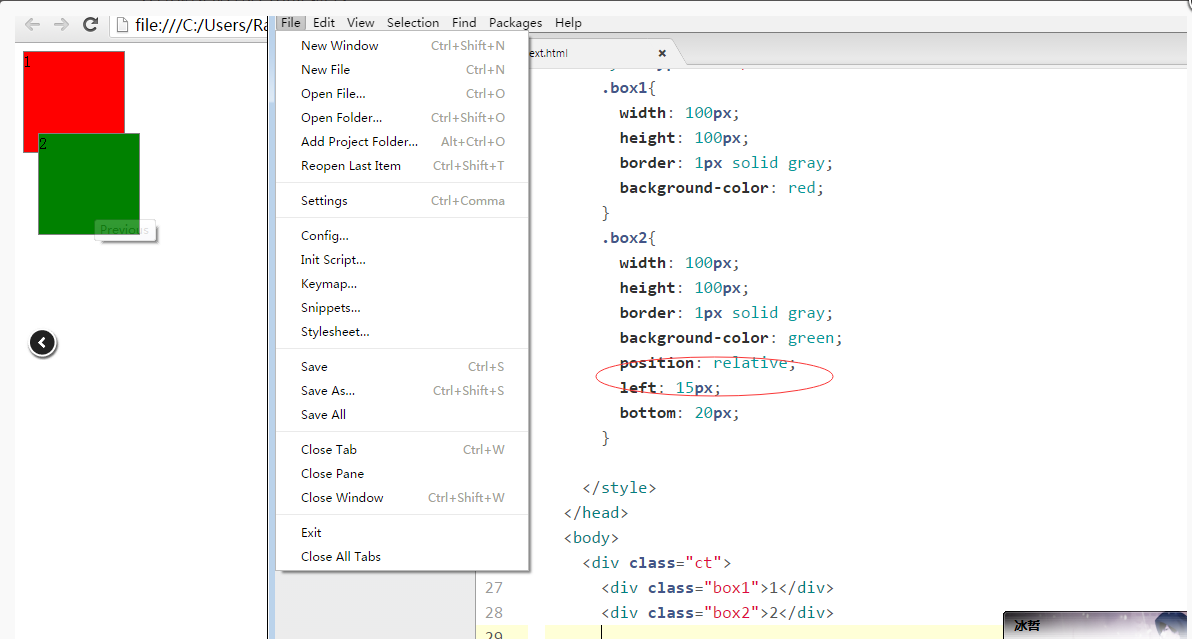 file:///C:/Users/Ra
1
2
Previous
File Edit View Selection Find Packages Help
New Window Ctrl+Shift+N
New File Ctrl+N
Open File... Ctrl+O
Open Folder... Ctrl+Shift+O
Add Project Folder... Alt+Ctrl+O
Reopen Last Item Ctrl+Shift+T
Settings Ctrl+Comma
Config...
Init Script...
Keymap...
Snippets...
Stylesheet...
Save Ctrl+S
Save As... Ctrl+Shift+S
Save All
Close Tab Ctrl+W
Close Pane
Close Window Ctrl+Shift+W
Exit
Close All Tabs
ext.html
.box1{
width: 100px;
height: 100px;
border: 1px solid gray;
background-color: red;
}
.box2{
width: 100px;
height: 100px;
border: 1px solid gray;
background-color: green;
position: relative;
left: 15px;
bottom: 20px;
}
</style>
</head>
<body>
<div class="ct">
27 <div class="box1">1</div>
28 <div class="box2">2</div>
29
冰哲